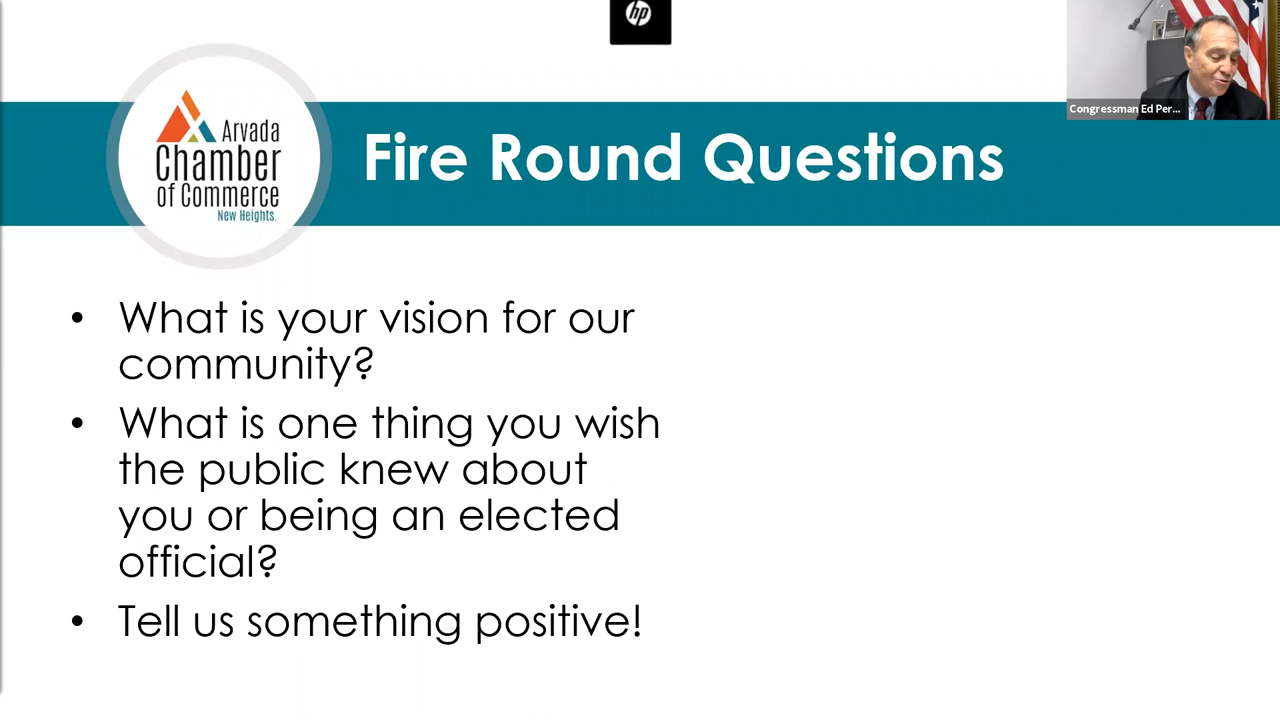 hp
Congressman Ed Per...
Arvada
Chamber
of Commerce
New Heights.
Fire Round Questions
• What is your vision for our
community?
• What is one thing you wish
the public knew about
you or being an elected
official?
• Tell us something positive!